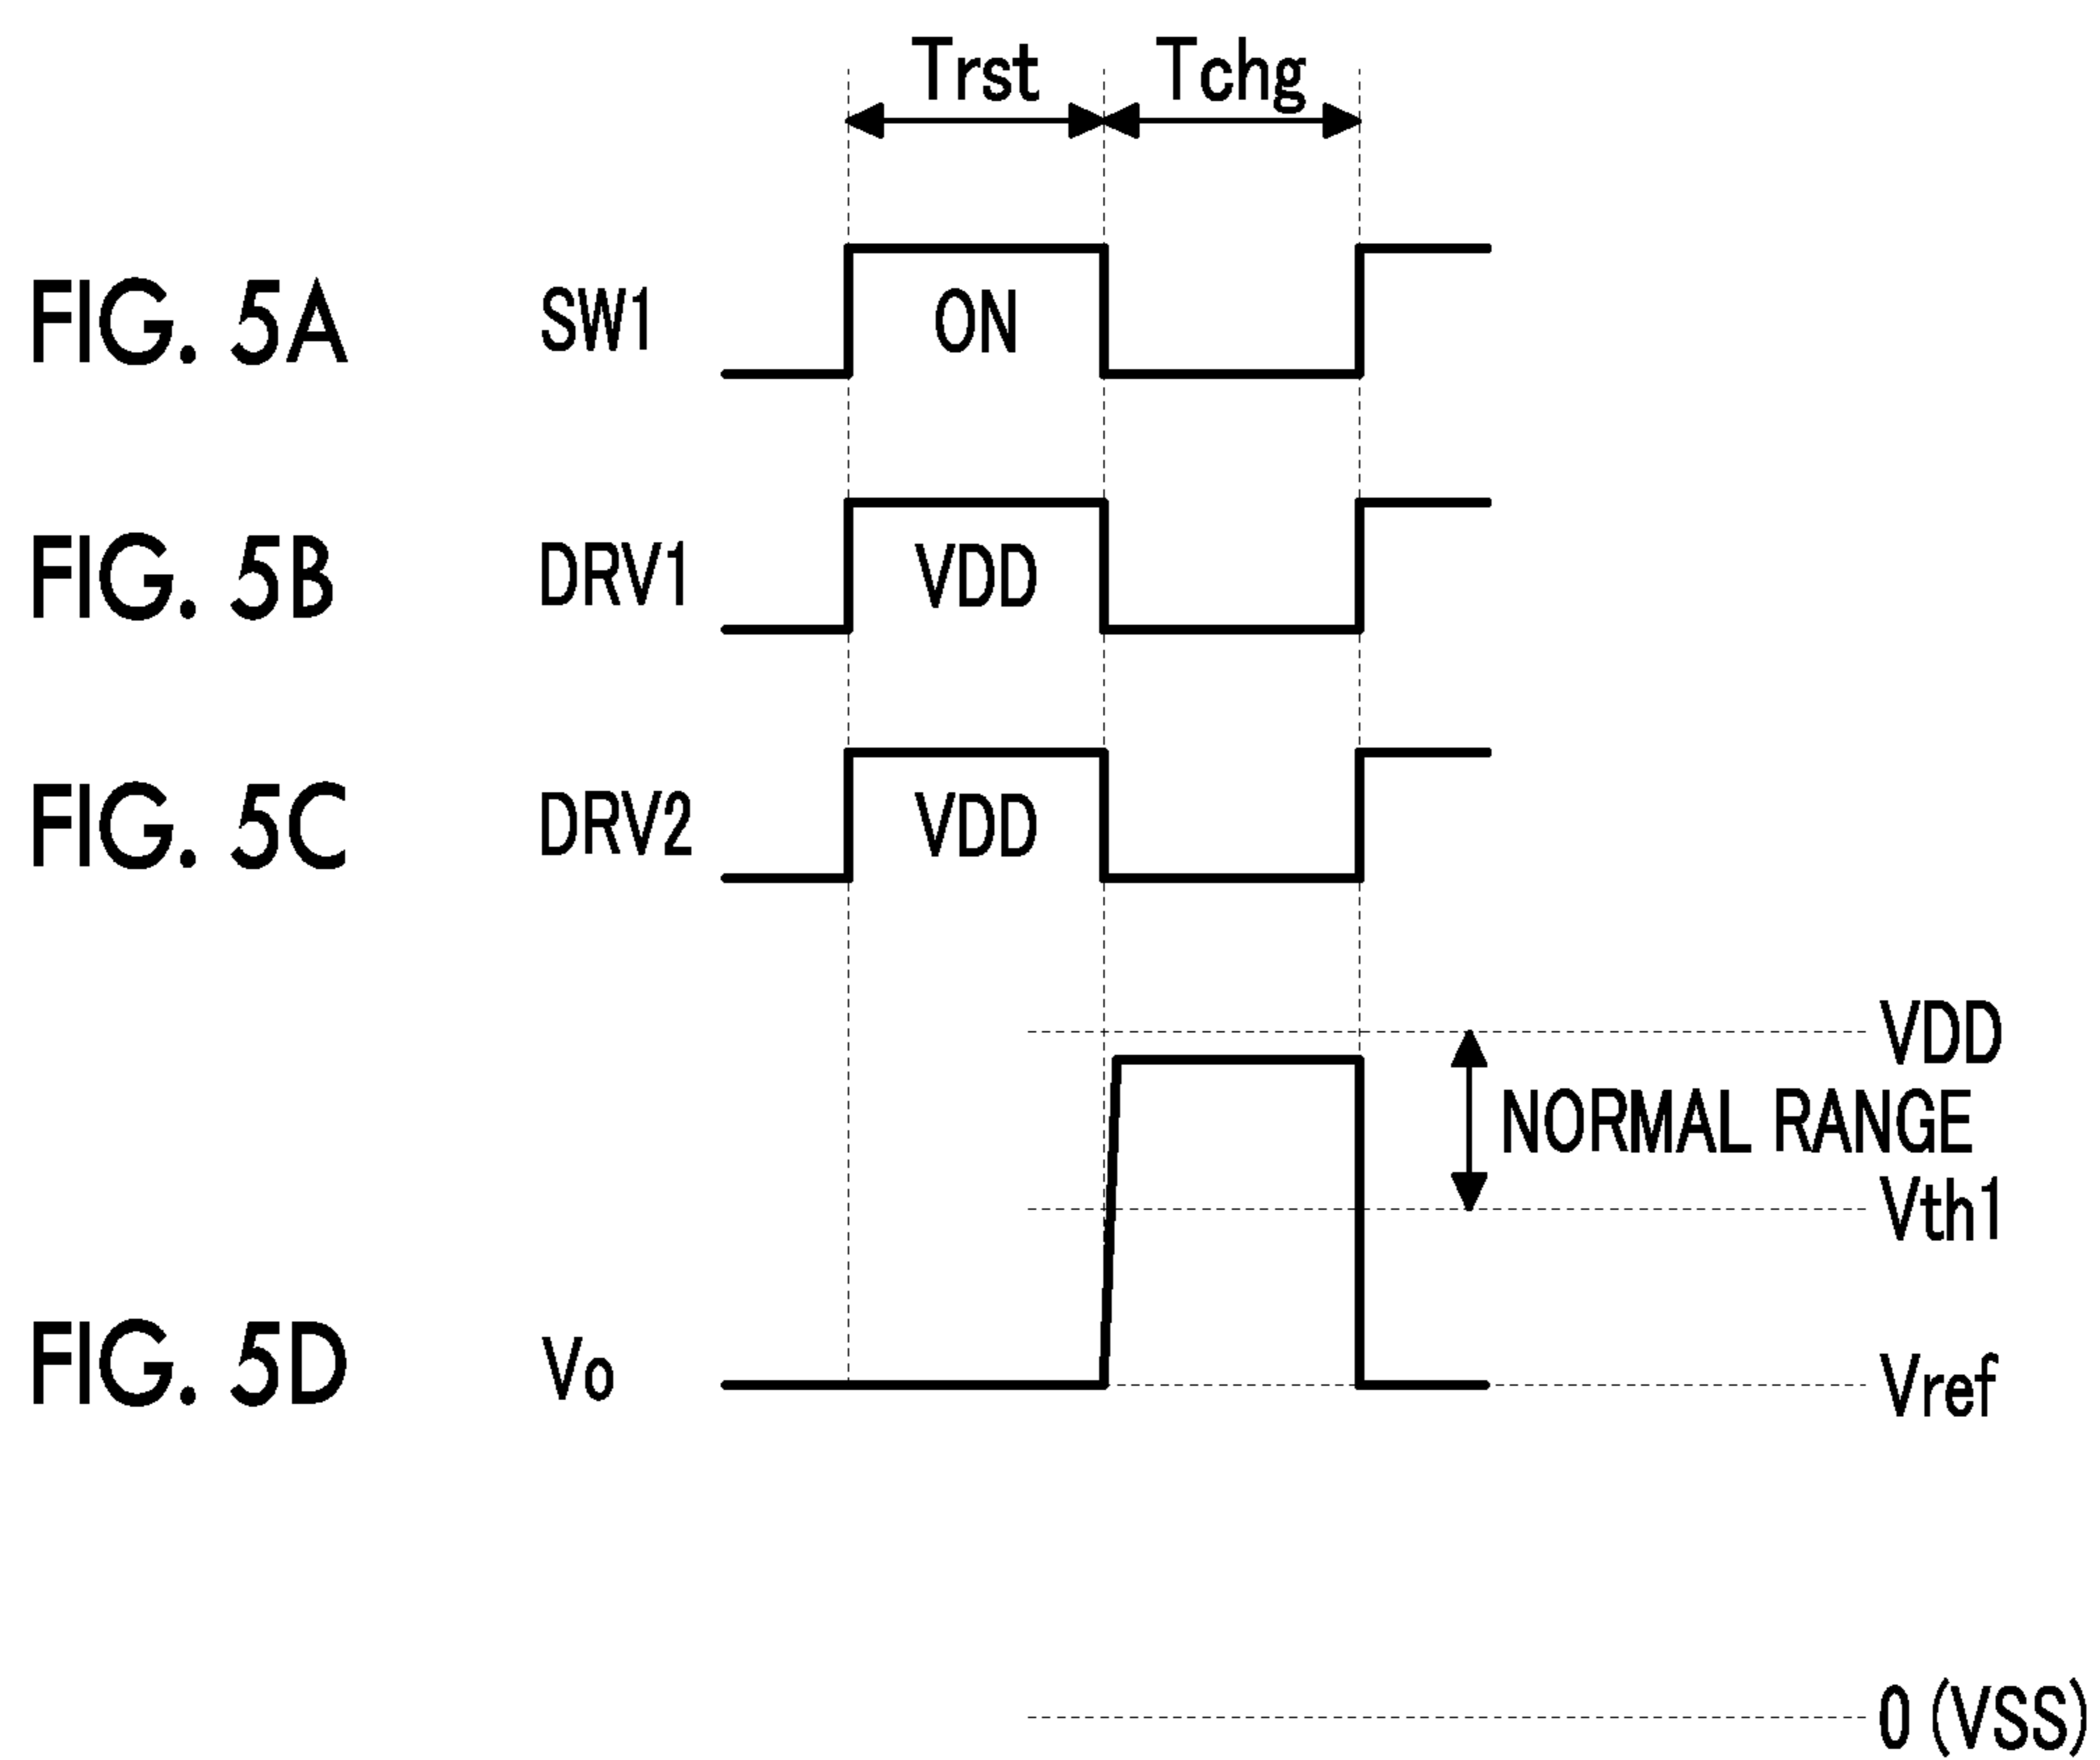 Trst Tchg
FIG. 5A SW1 ON
FIG. 5B DRV1 VDD
FIG. 5C DRV2 VDD
VDD
NORMAL RANGE
Vth1
FIG. 5D Vo Vref
0 (VSS)